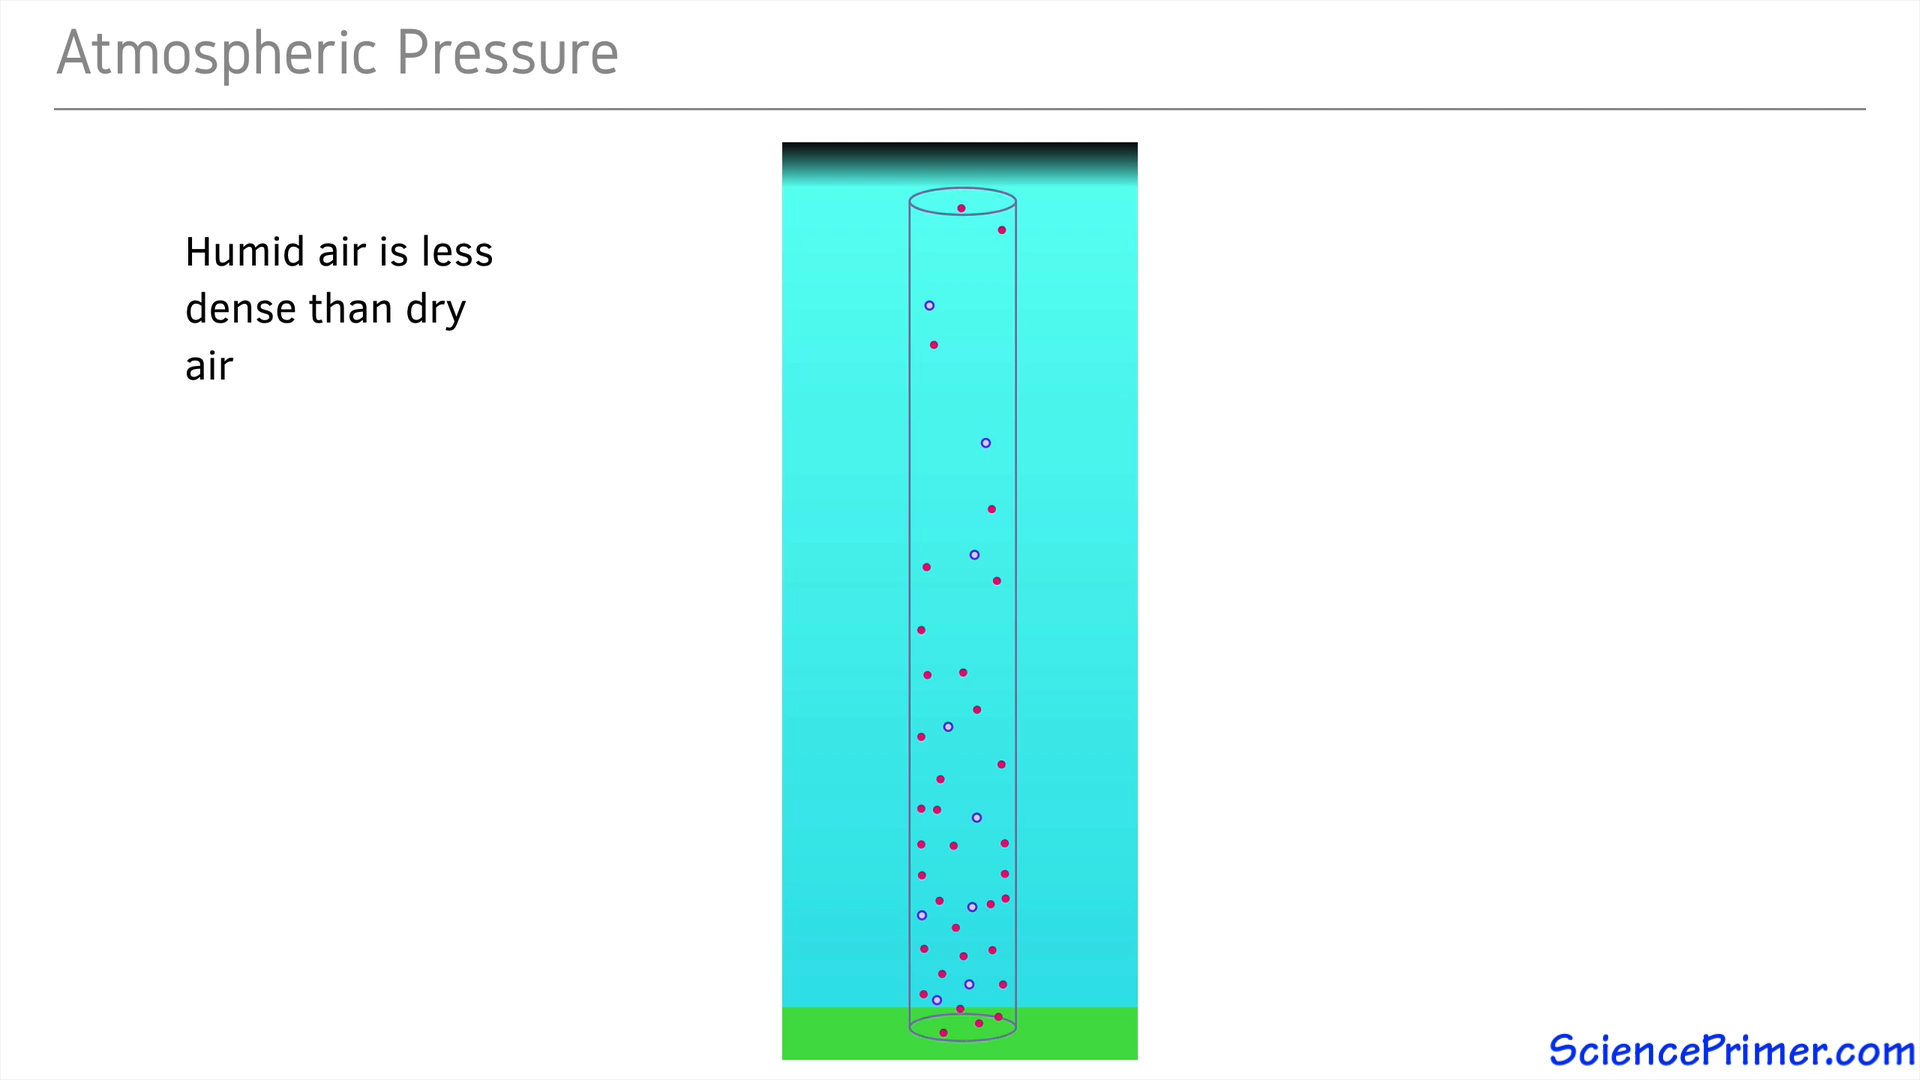 Atmospheric Pressure
Humid air is less
dense than dry
air
SciencePrimer.com